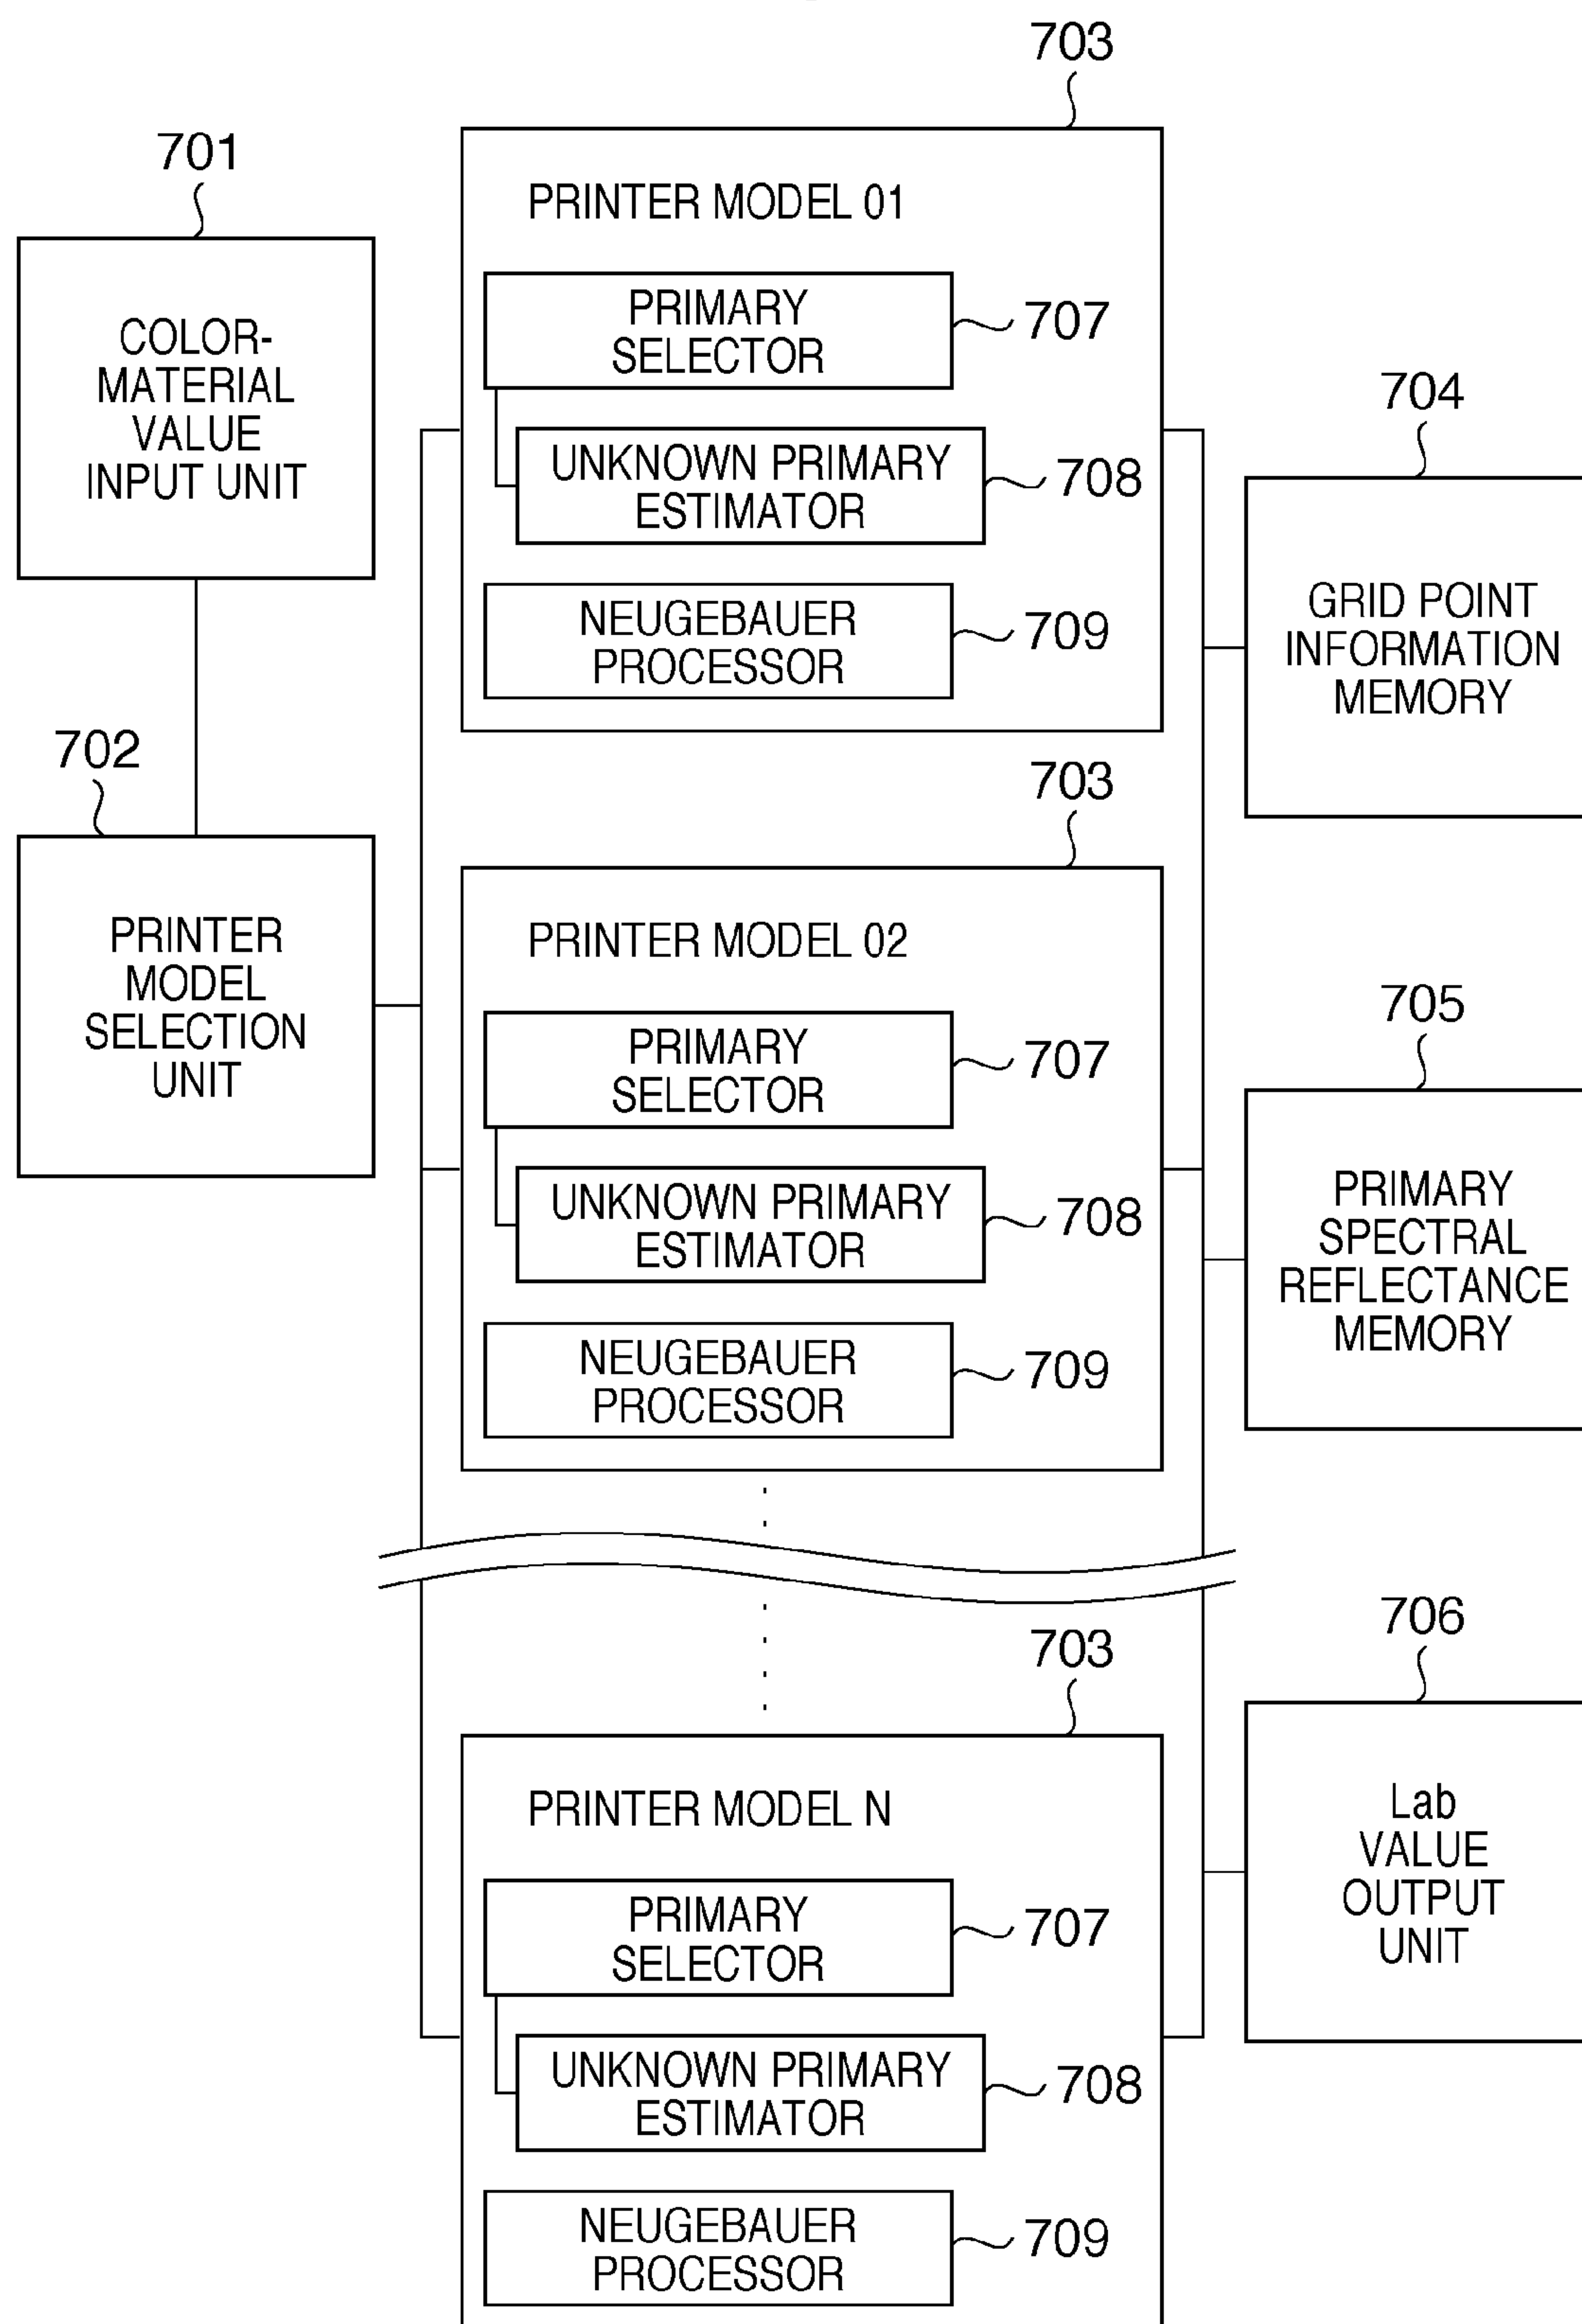 703
701
PRINTER MODEL 01
COLOR-
MATERIAL
VALUE
INPUT UNIT
PRIMARY
SELECTOR
707
UNKNOWN PRIMARY
ESTIMATOR
708
NEUGEBAUER
PROCESSOR
709
704
GRID POINT
INFORMATION
MEMORY
702
PRINTER
MODEL
SELECTION
UNIT
703
PRINTER MODEL 02
PRIMARY
SELECTOR
707
UNKNOWN PRIMARY
ESTIMATOR
708
NEUGEBAUER
PROCESSOR
709
705
PRIMARY
SPECTRAL
REFLECTANCE
MEMORY
703
PRINTER MODEL N
PRIMARY
SELECTOR
707
UNKNOWN PRIMARY
ESTIMATOR
708
NEUGEBAUER
PROCESSOR
709
706
Lab
VALUE
OUTPUT
UNIT